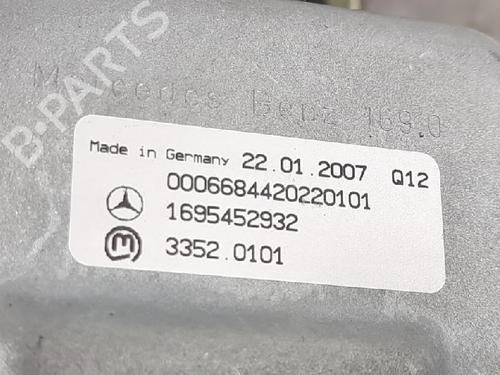 B-PARTS
Mercedes Benz 169.0
Made in Germany 22.01.2007 Q12
0006684420220101
1695452932
3352.0101